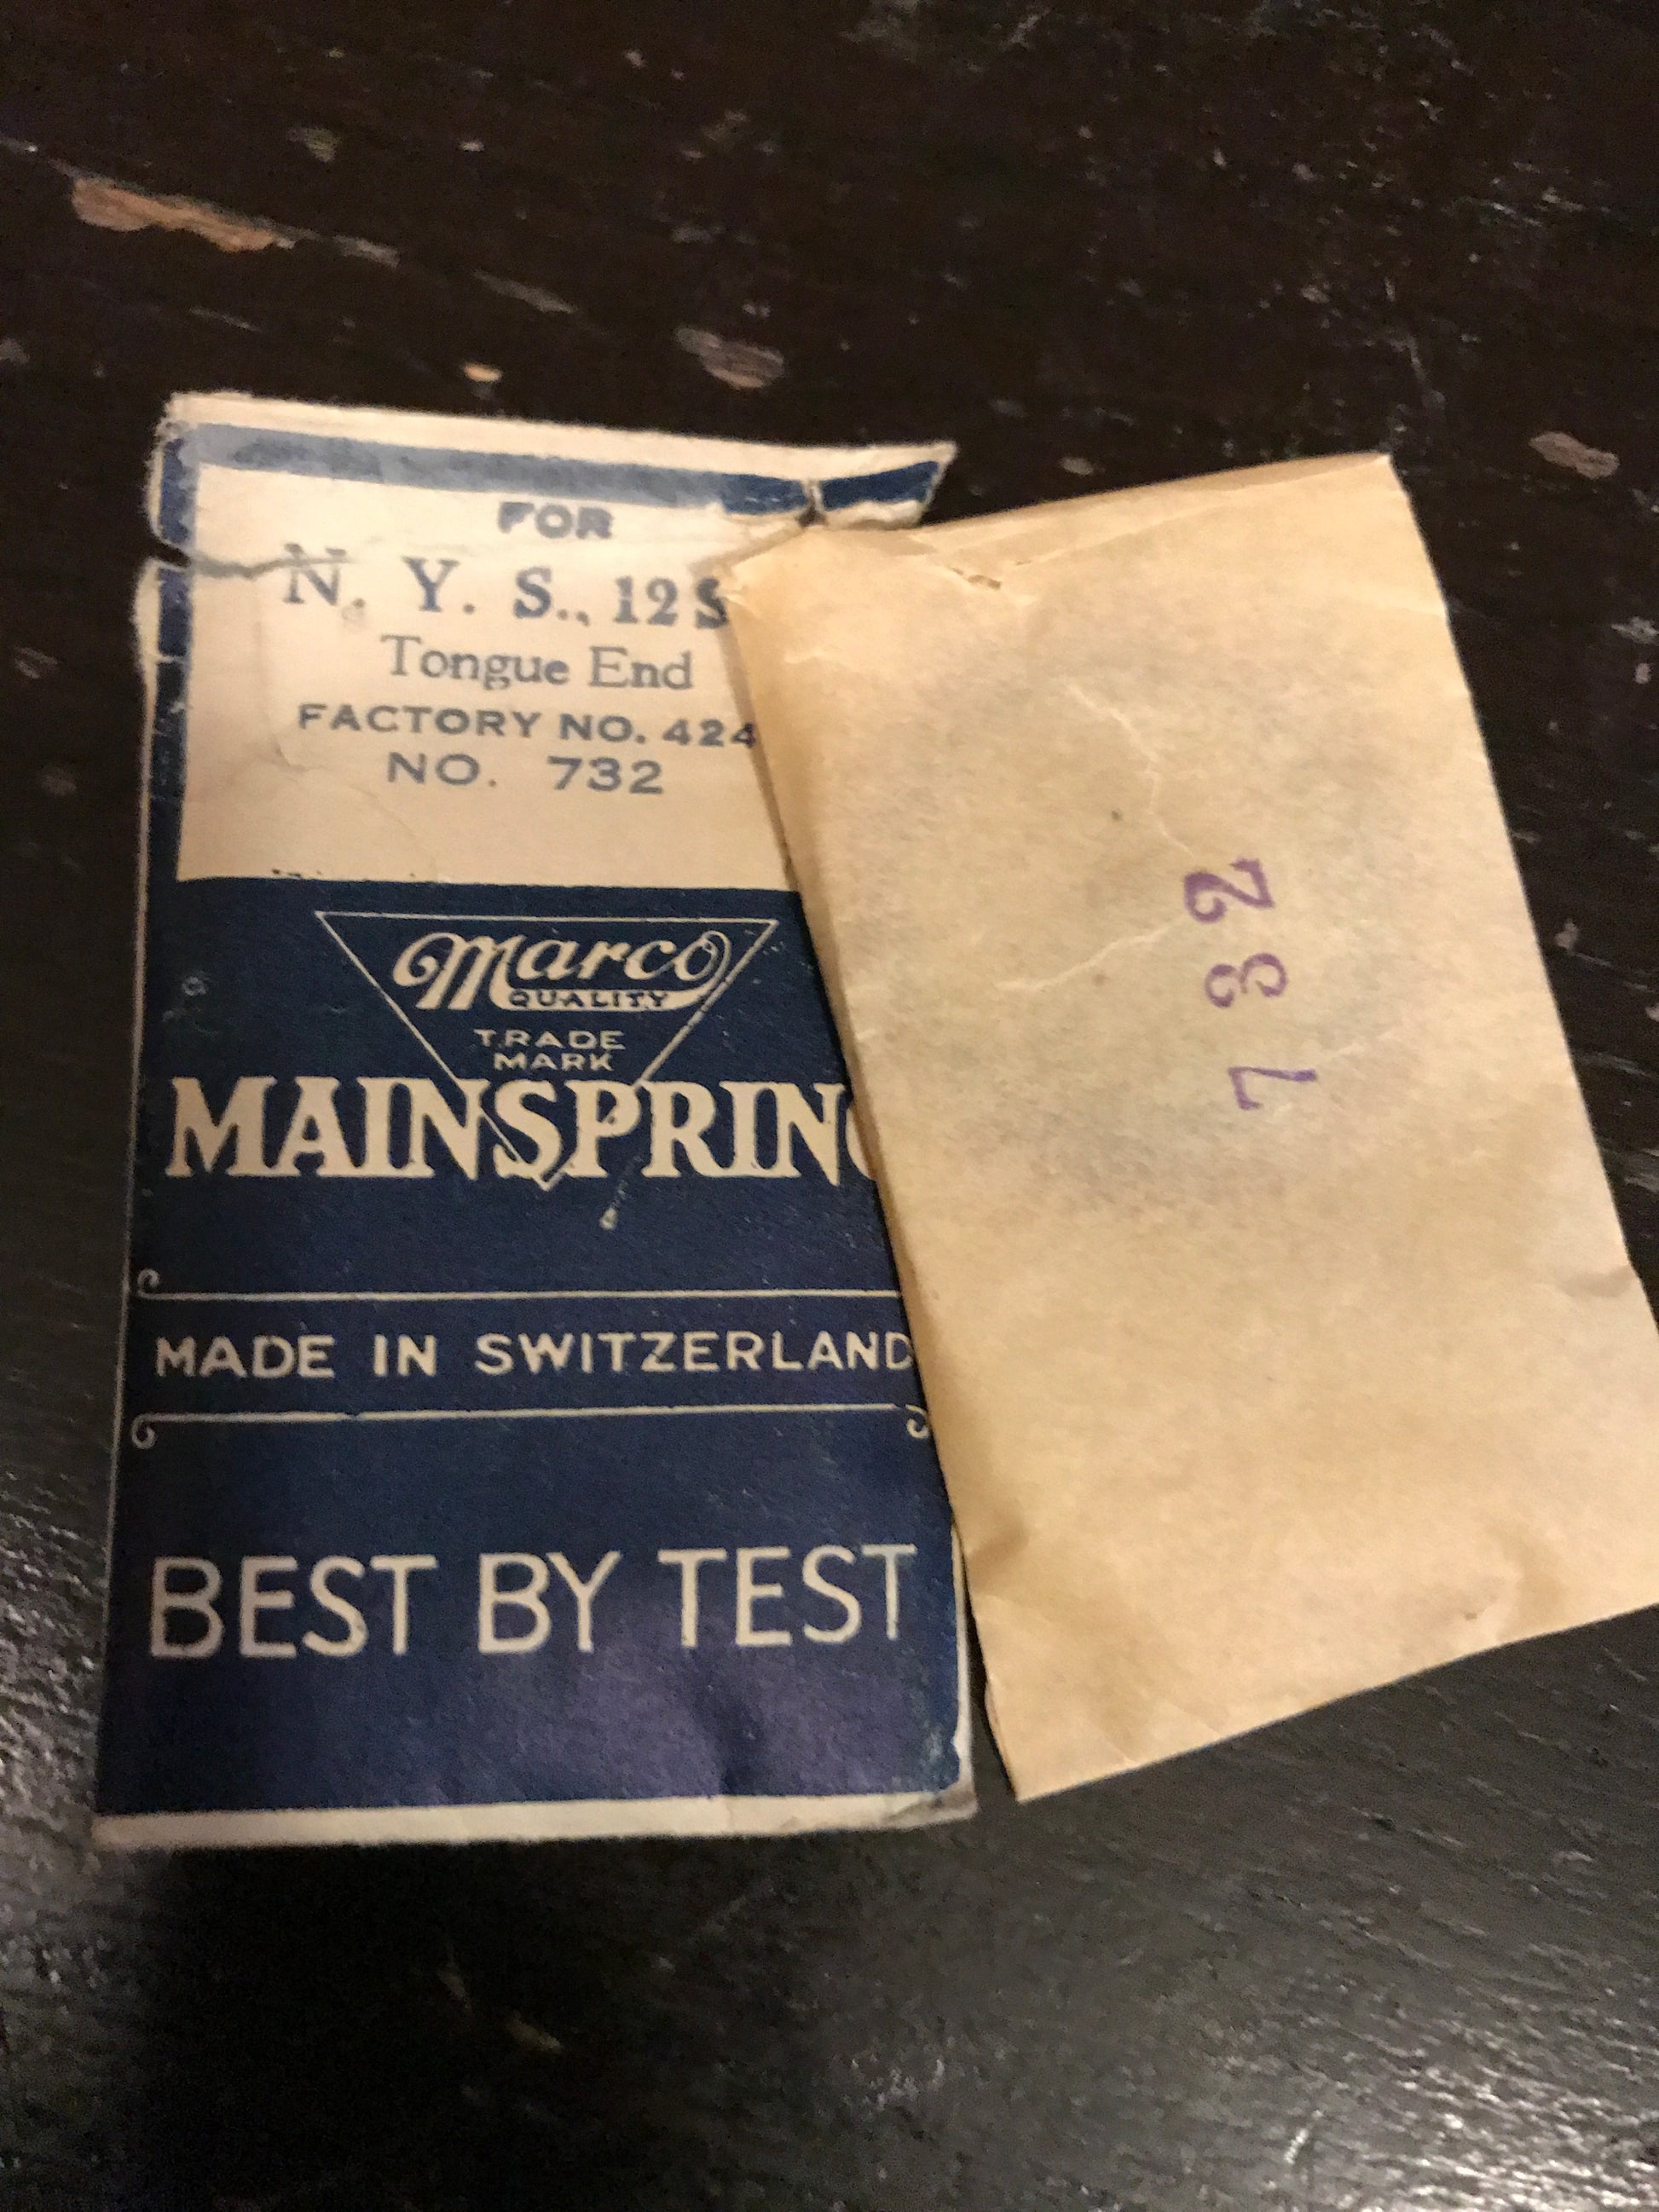 FOR
N. Y. S., 12 S
Tongue End
FACTORY NO. 424
NO. 732
Marco
QUALITY
TRADE
MARK
MAINSPRING
MADE IN SWITZERLAND
BEST BY TEST
732